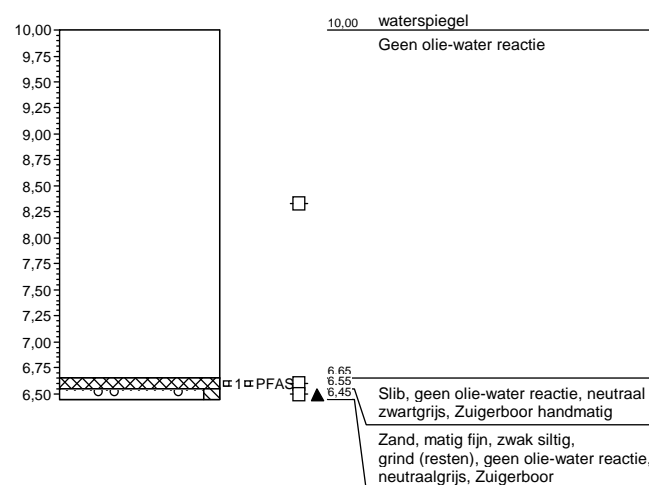 10,00
9,75
9,50
9,25
9,00
8,75
8,50
8,25
8,00
7,75
7,50
7,25
7,00
6,75
6,50
1 PFAS
10,00 waterspiegel
Geen olie-water reactie
6,65
6,55
6,45
Slib, geen olie-water reactie, neutraal
zwartgrijs, Zuigerboor handmatig
Zand, matig fijn, zwak siltig,
grind (resten), geen olie-water reactie,
neutraalgrijs, Zuigerboor